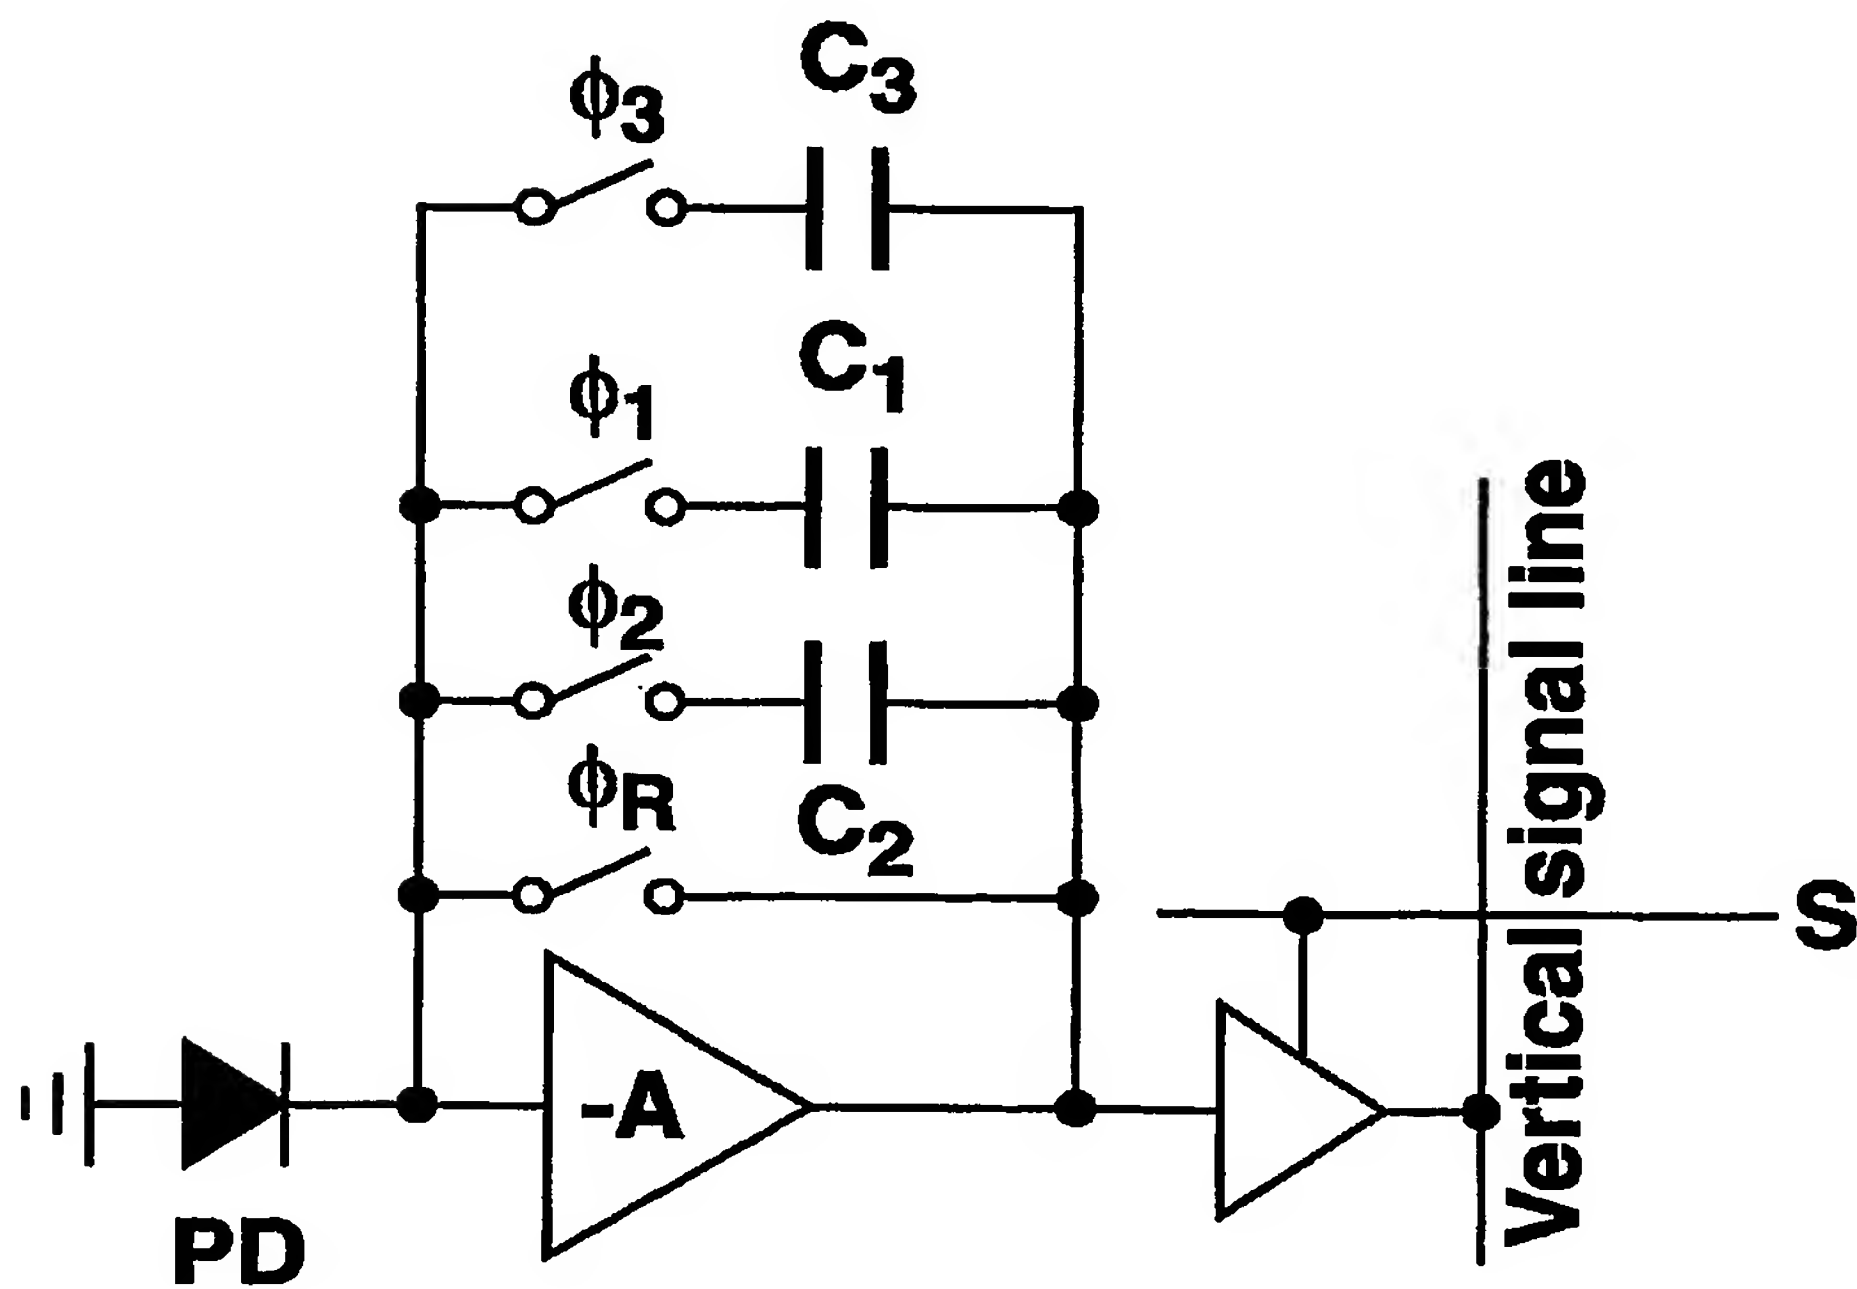 ϕ3
C3
ϕ1
C1
ϕ2
C2
ϕR
-A
PD
S
Vertical signal line